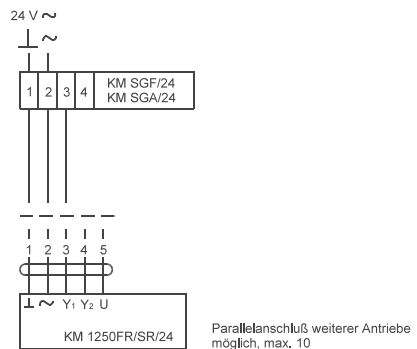 24 V ~
⊥ ~
1 2 3 4
KM SGF/24
KM SGA/24
1 2 3 4 5
⊥ ~ Y1 Y2 U
KM 1250FR/SR/24
Parallelanschluß weiterer Antriebe
möglich, max. 10